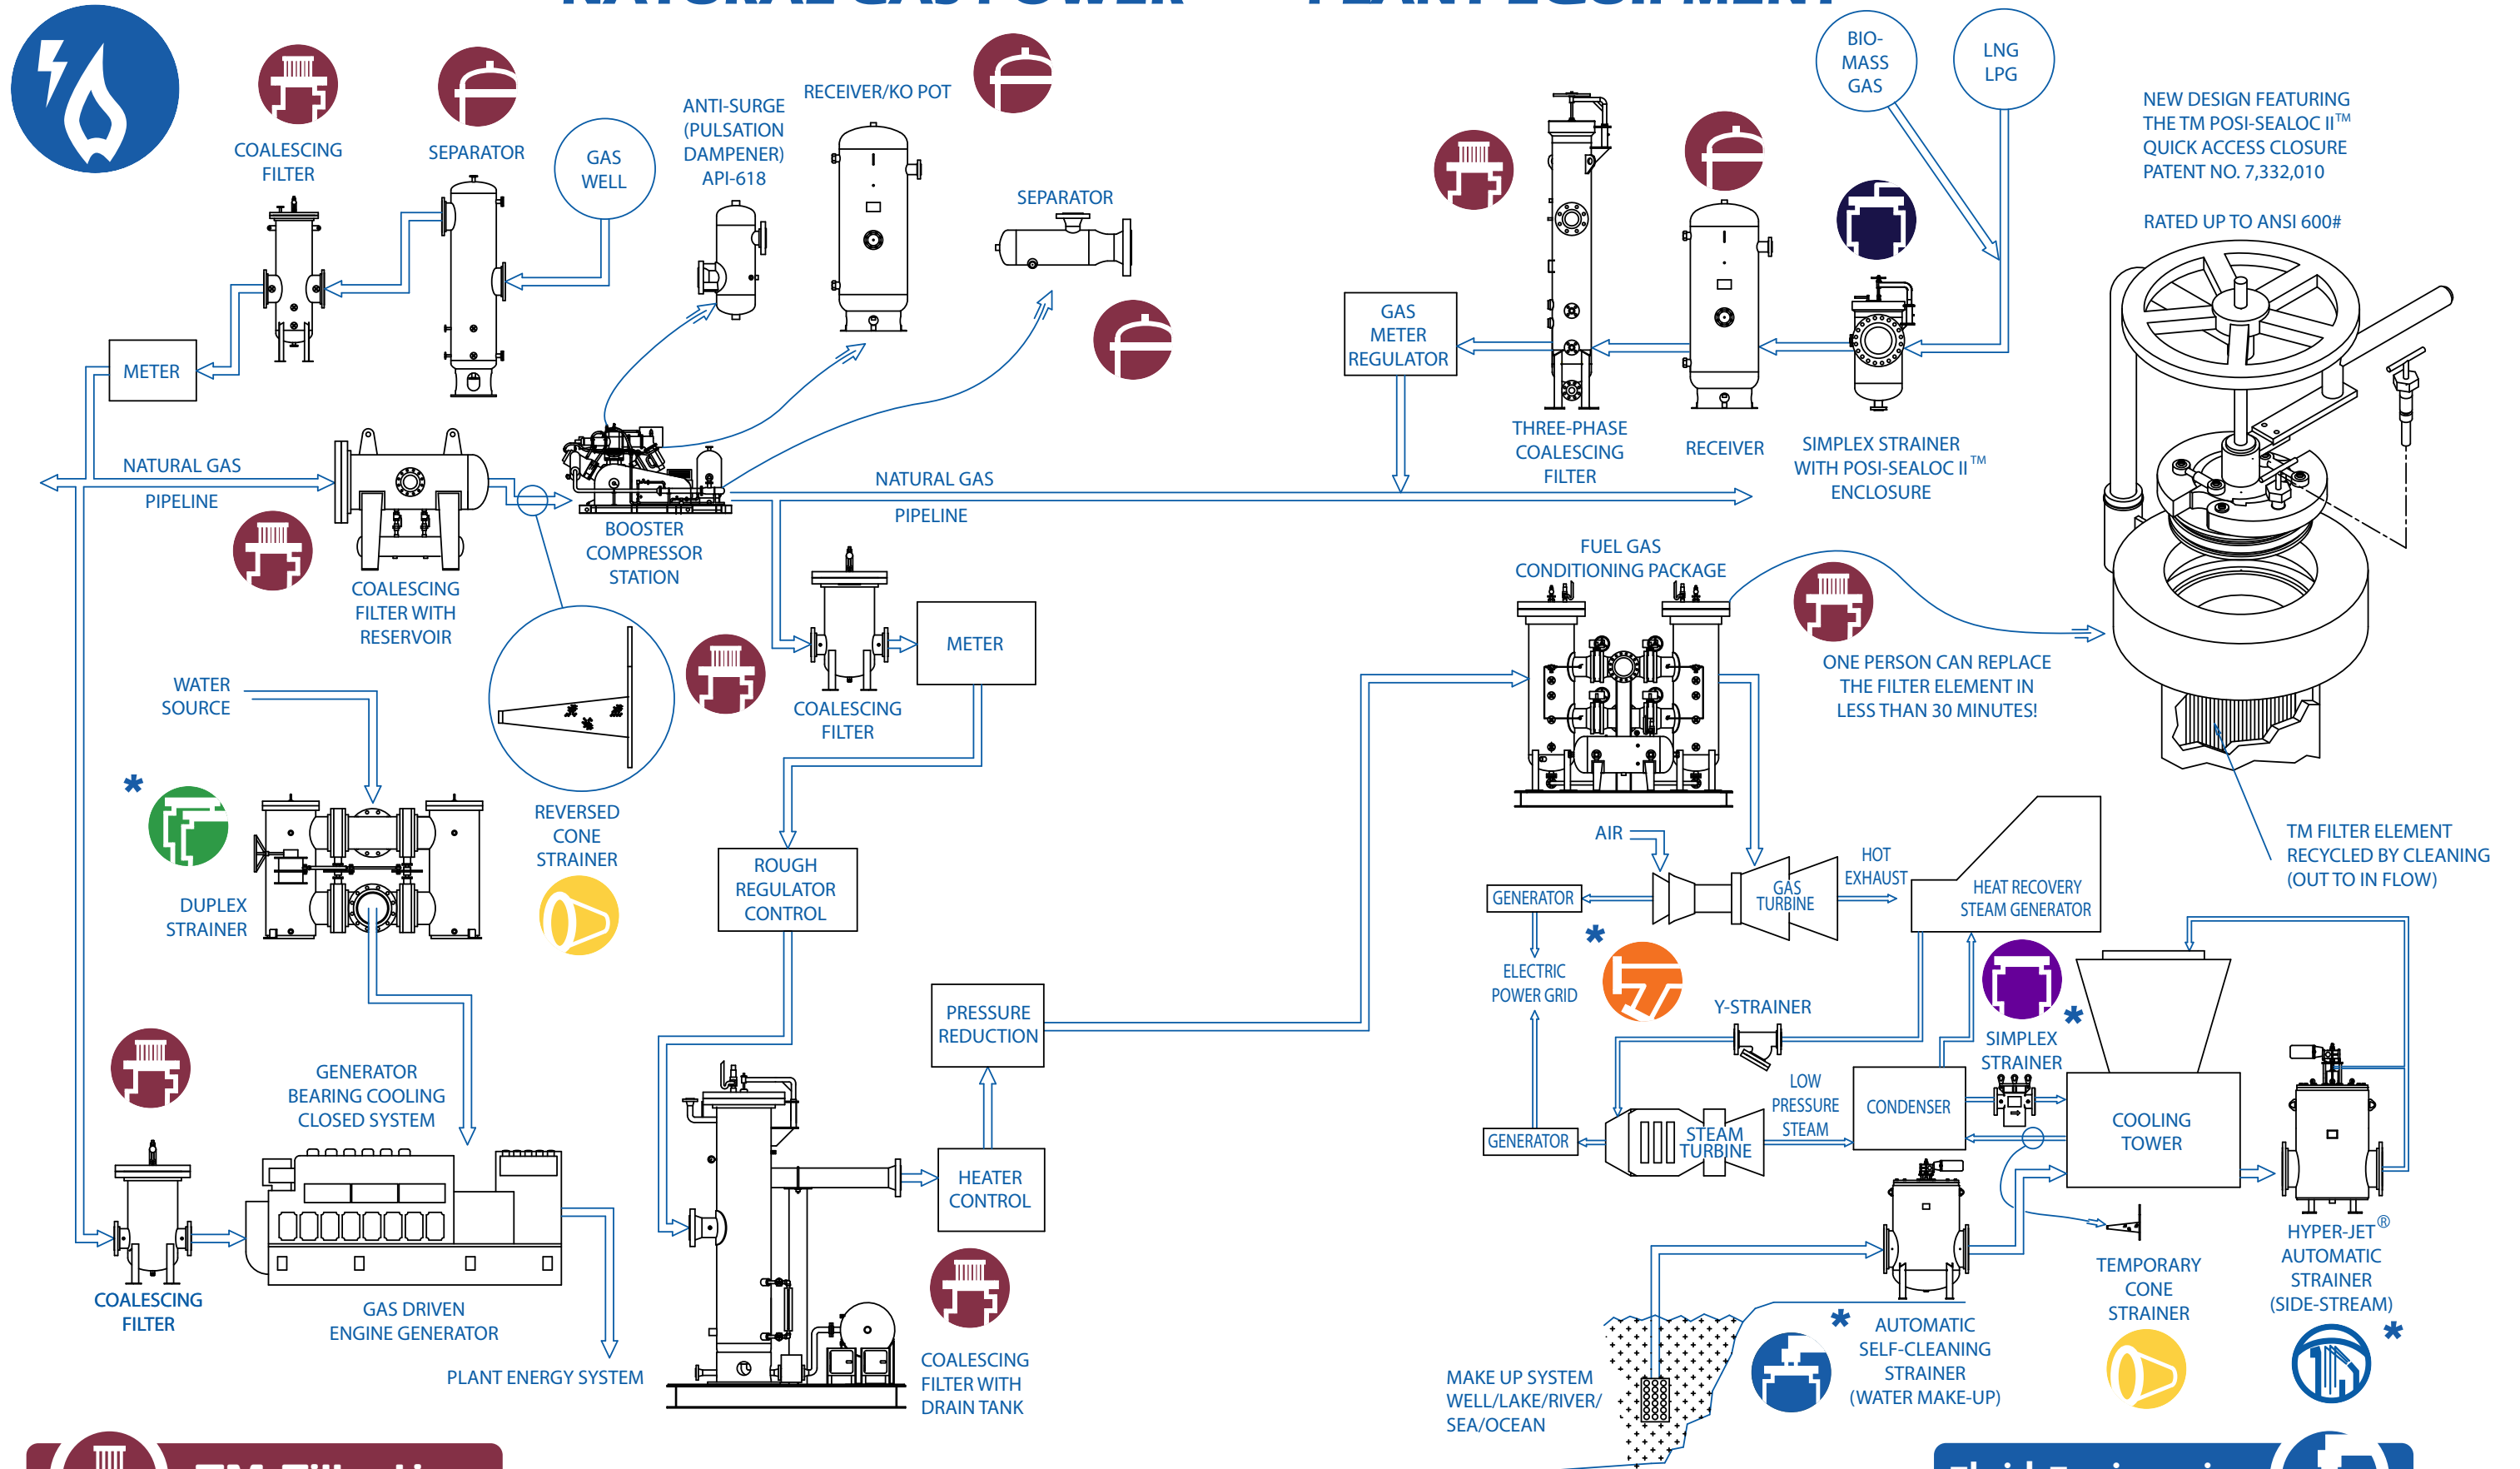 NATURAL GAS POWER PLANT EQUIPMENT
COALESCING
FILTER
SEPARATOR
GAS
WELL
ANTI-SURGE
(PULSATION
DAMPENER)
API-618
RECEIVER/KO POT
SEPARATOR
BIO-
MASS
GAS
LNG
LPG
NEW DESIGN FEATURING
THE TM POSI-SEALOC II™
QUICK ACCESS CLOSURE
PATENT NO. 7,332,010
RATED UP TO ANSI 600#
METER
GAS
METER
REGULATOR
THREE-PHASE
COALESCING
FILTER
RECEIVER
SIMPLEX STRAINER
WITH POSI-SEALOC II™
ENCLOSURE
NATURAL GAS
PIPELINE
COALESCING
FILTER WITH
RESERVOIR
BOOSTER
COMPRESSOR
STATION
NATURAL GAS
PIPELINE
FUEL GAS
CONDITIONING PACKAGE
ONE PERSON CAN REPLACE
THE FILTER ELEMENT IN
LESS THAN 30 MINUTES!
WATER
SOURCE
COALESCING
FILTER
METER
*
DUPLEX
STRAINER
REVERSED
CONE
STRAINER
ROUGH
REGULATOR
CONTROL
TM FILTER ELEMENT
RECYCLED BY CLEANING
(OUT TO IN FLOW)
AIR
GENERATOR
GAS
TURBINE
HOT
EXHAUST
HEAT RECOVERY
STEAM GENERATOR
*
ELECTRIC
POWER GRID
Y-STRAINER
SIMPLEX
STRAINER
*
PRESSURE
REDUCTION
GENERATOR
BEARING COOLING
CLOSED SYSTEM
GENERATOR
STEAM
TURBINE
LOW
PRESSURE
STEAM
CONDENSER
COOLING
TOWER
HEATER
CONTROL
COALESCING
FILTER
GAS DRIVEN
ENGINE GENERATOR
PLANT ENERGY SYSTEM
COALESCING
FILTER WITH
DRAIN TANK
MAKE UP SYSTEM
WELL/LAKE/RIVER/
SEA/OCEAN
*
AUTOMATIC
SELF-CLEANING
STRAINER
(WATER MAKE-UP)
TEMPORARY
CONE
STRAINER
HYPER-JET®
AUTOMATIC
STRAINER
(SIDE-STREAM)
*